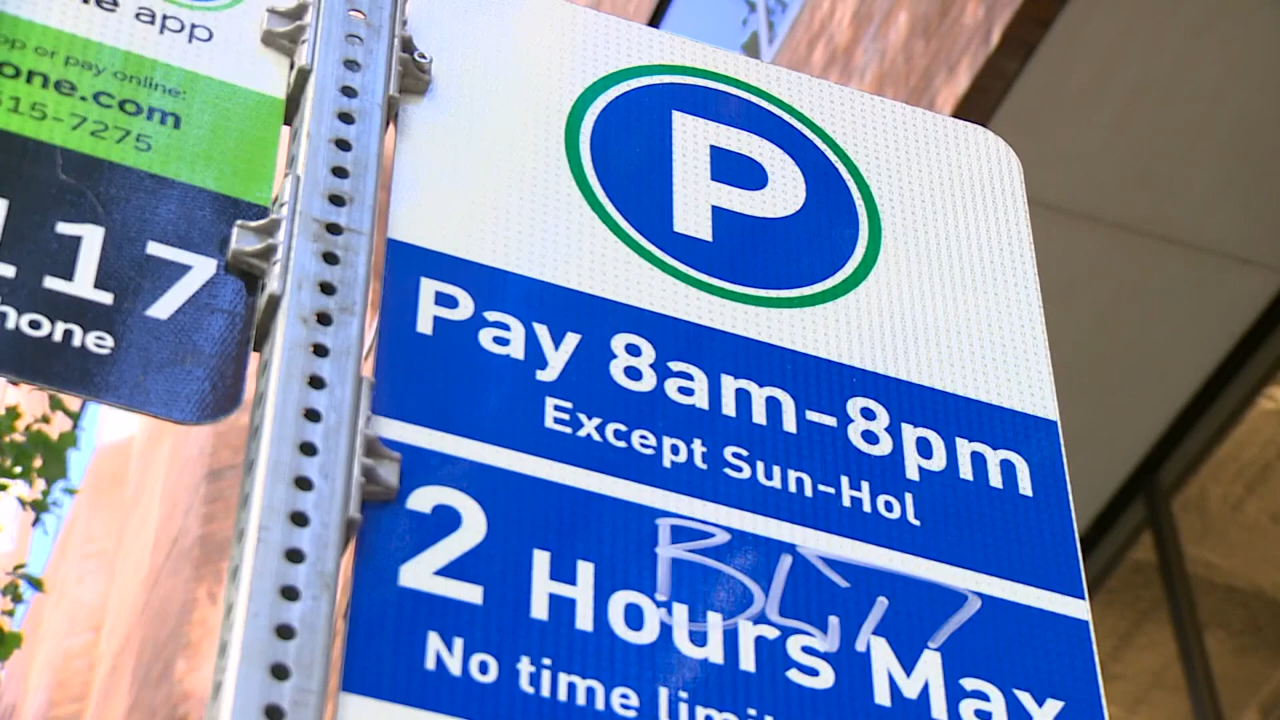 app
op or pay online:
one.com
515-7275
117
hone
P
Pay 8am-8pm
Except Sun-Hol
2 Hours Max
No time limi